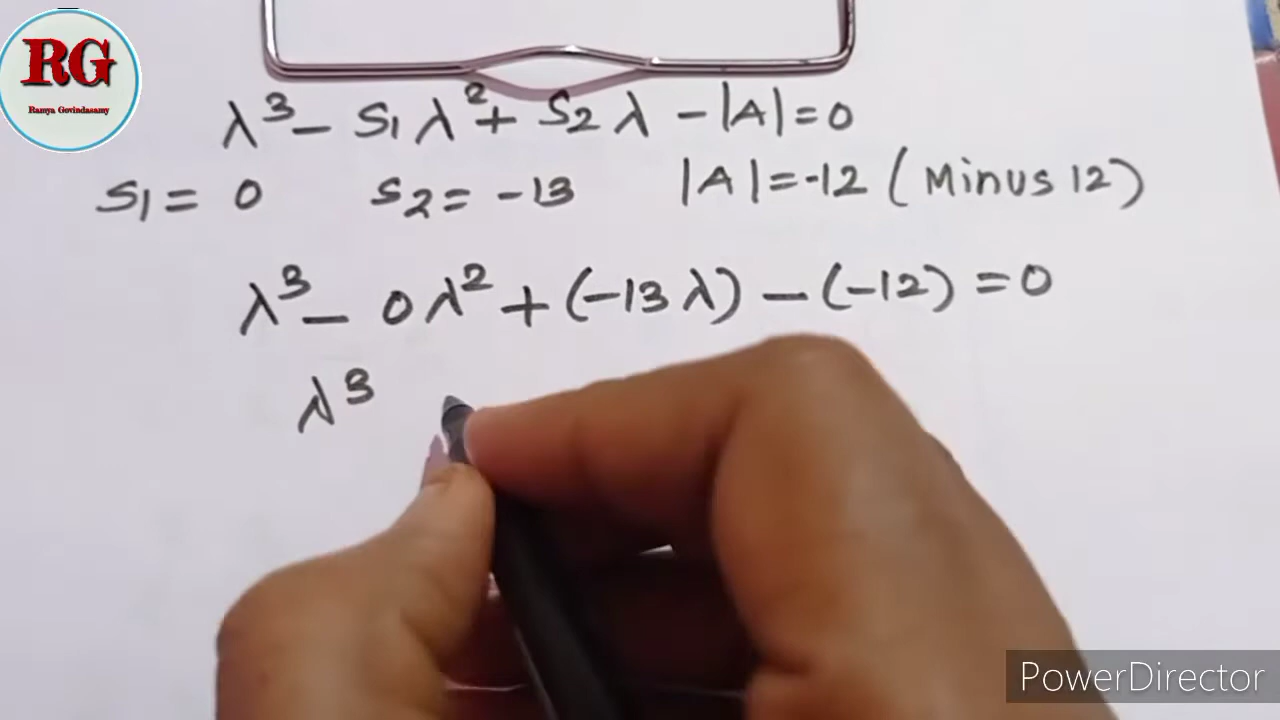 RG
Ramya Govindasamy
λ³ - S₁λ² + S₂λ - |A| = 0
S₁ = 0 S₂ = -13 |A| = -12 (Minus 12)
λ³ - 0λ² + (-13λ) - (-12) = 0
λ³
PowerDirector